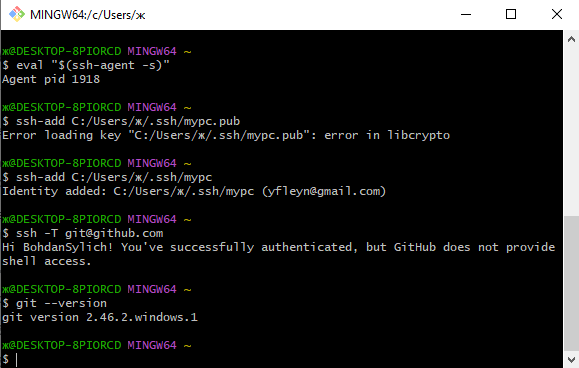 MINGW64:/c/Users/ж
ж@DESKTOP-8PIORCD MINGW64 ~
$ eval "$(ssh-agent -s)"
Agent pid 1918
ж@DESKTOP-8PIORCD MINGW64 ~
$ ssh-add C:/Users/ж/.ssh/mypc.pub
Error loading key "C:/Users/ж/.ssh/mypc.pub": error in libcrypto
ж@DESKTOP-8PIORCD MINGW64 ~
$ ssh-add C:/Users/ж/.ssh/mypc
Identity added: C:/Users/ж/.ssh/mypc (yfleyn@gmail.com)
ж@DESKTOP-8PIORCD MINGW64 ~
$ ssh -T git@github.com
Hi BohdanSylich! You've successfully authenticated, but GitHub does not provide
shell access.
ж@DESKTOP-8PIORCD MINGW64 ~
$ git --version
git version 2.46.2.windows.1
ж@DESKTOP-8PIORCD MINGW64 ~
$